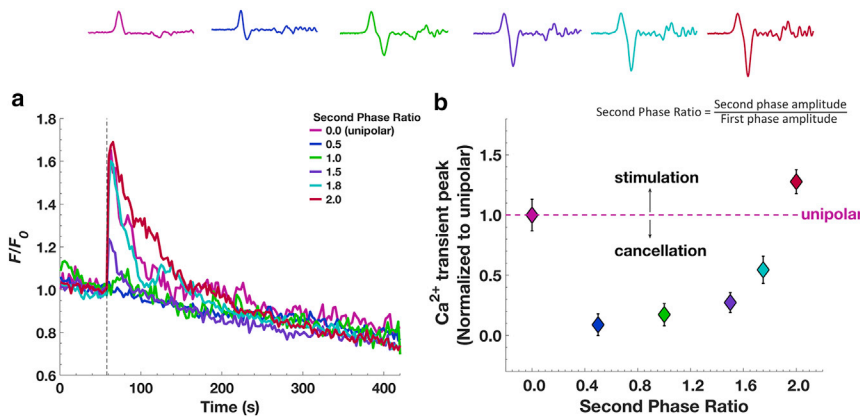 a
Second Phase Ratio
0.0 (unipolar)
0.5
1.0
1.5
1.8
2.0
F/F0
1.8
1.6
1.4
1.2
1.0
0.8
0.6
0
100
200
300
400
Time (s)
b
Second Phase Ratio = Second phase amplitude
First phase amplitude
Ca2+ transient peak
(Normalized to unipolar)
1.5
1.0
0.5
0.0
stimulation
unipolar
cancellation
0.0
0.4
0.8
1.2
1.6
2.0
Second Phase Ratio